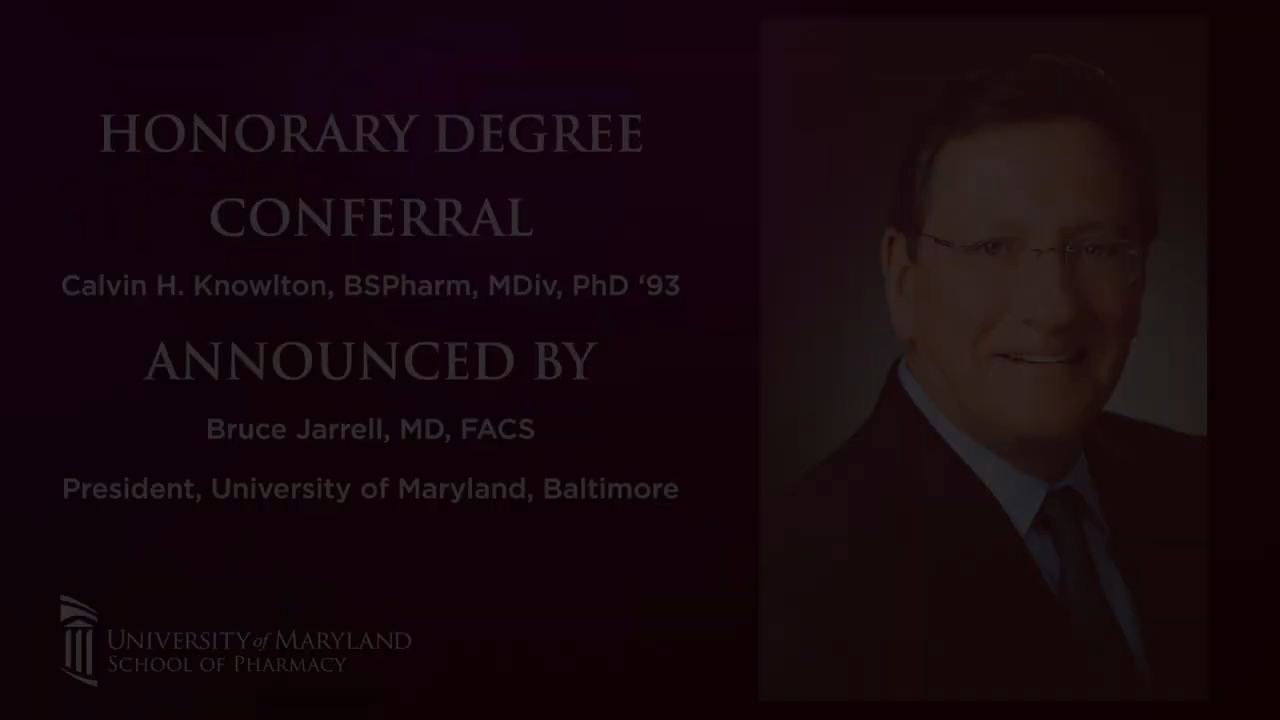 HONORARY DEGREE
CONFERRAL
Calvin H. Knowlton, BSPharm, MDiv, PhD ‘93
ANNOUNCED BY
Bruce Jarrell, MD, FACS
President, University of Maryland, Baltimore
UNIVERSITY of MARYLAND
SCHOOL OF PHARMACY